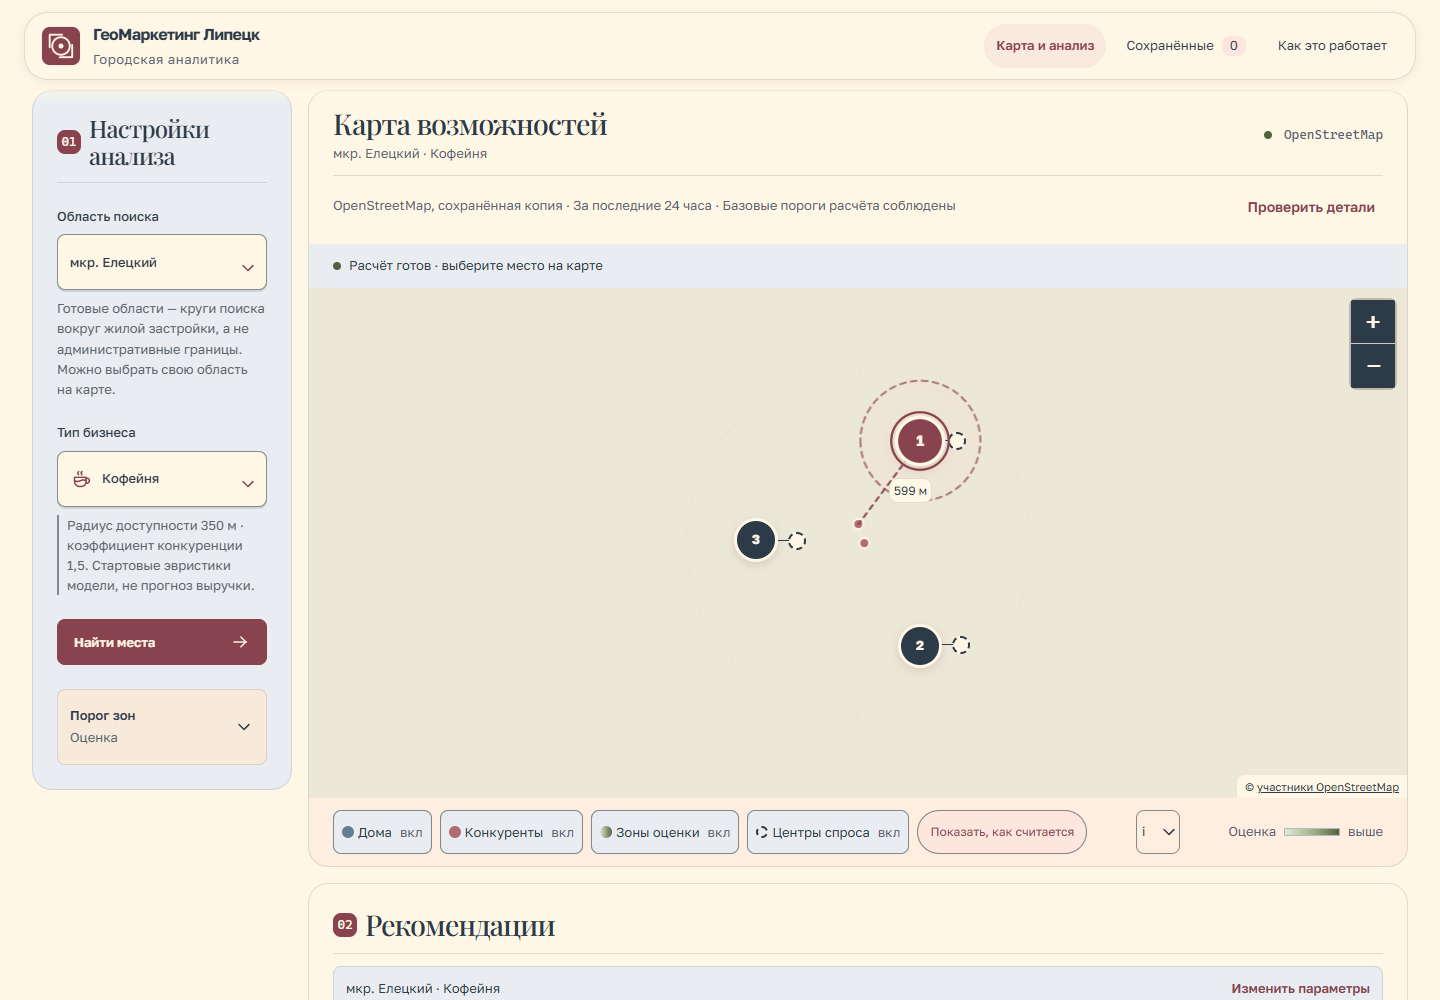 ГеоМаркетинг Липецк
Городская аналитика
Карта и анализ
Сохранённые 0
Как это работает
01 Настройки
анализа
Область поиска
мкр. Елецкий
Готовые области — круги поиска
вокруг жилой застройки, а не
административные границы.
Можно выбрать свою область
на карте.
Тип бизнеса
Кофейня
Радиус доступности 350 м ·
коэффициент конкуренции
1,5. Стартовые эвристики
модели, не прогноз выручки.
Найти места
Порог зон
Оценка
Карта возможностей
мкр. Елецкий · Кофейня
OpenStreetMap
OpenStreetMap, сохранённая копия · За последние 24 часа · Базовые пороги расчёта соблюдены
Проверить детали
Расчёт готов · выберите место на карте
+
−
1
599 м
3
2
© участники OpenStreetMap
Дома вкл
Конкуренты вкл
Зоны оценки вкл
Центры спроса вкл
Показать, как считается
i
Оценка выше
02 Рекомендации
мкр. Елецкий · Кофейня
Изменить параметры